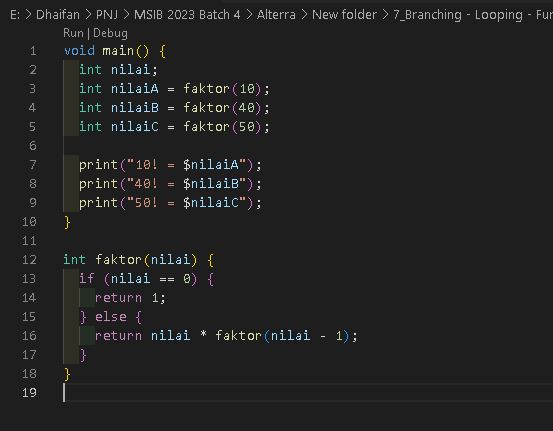 E: > Dhaifan > PNJ > MSIB 2023 Batch 4 > Alterra > New folder > 7_Branching - Looping - Fun
Run | Debug
1 void main() {
2   int nilai;
3   int nilaiA = faktor(10);
4   int nilaiB = faktor(40);
5   int nilaiC = faktor(50);
6
7   print("10! = $nilaiA");
8   print("40! = $nilaiB");
9   print("50! = $nilaiC");
10 }
11
12 int faktor(nilai) {
13   if (nilai == 0) {
14     return 1;
15   } else {
16     return nilai * faktor(nilai - 1);
17   }
18 }
19